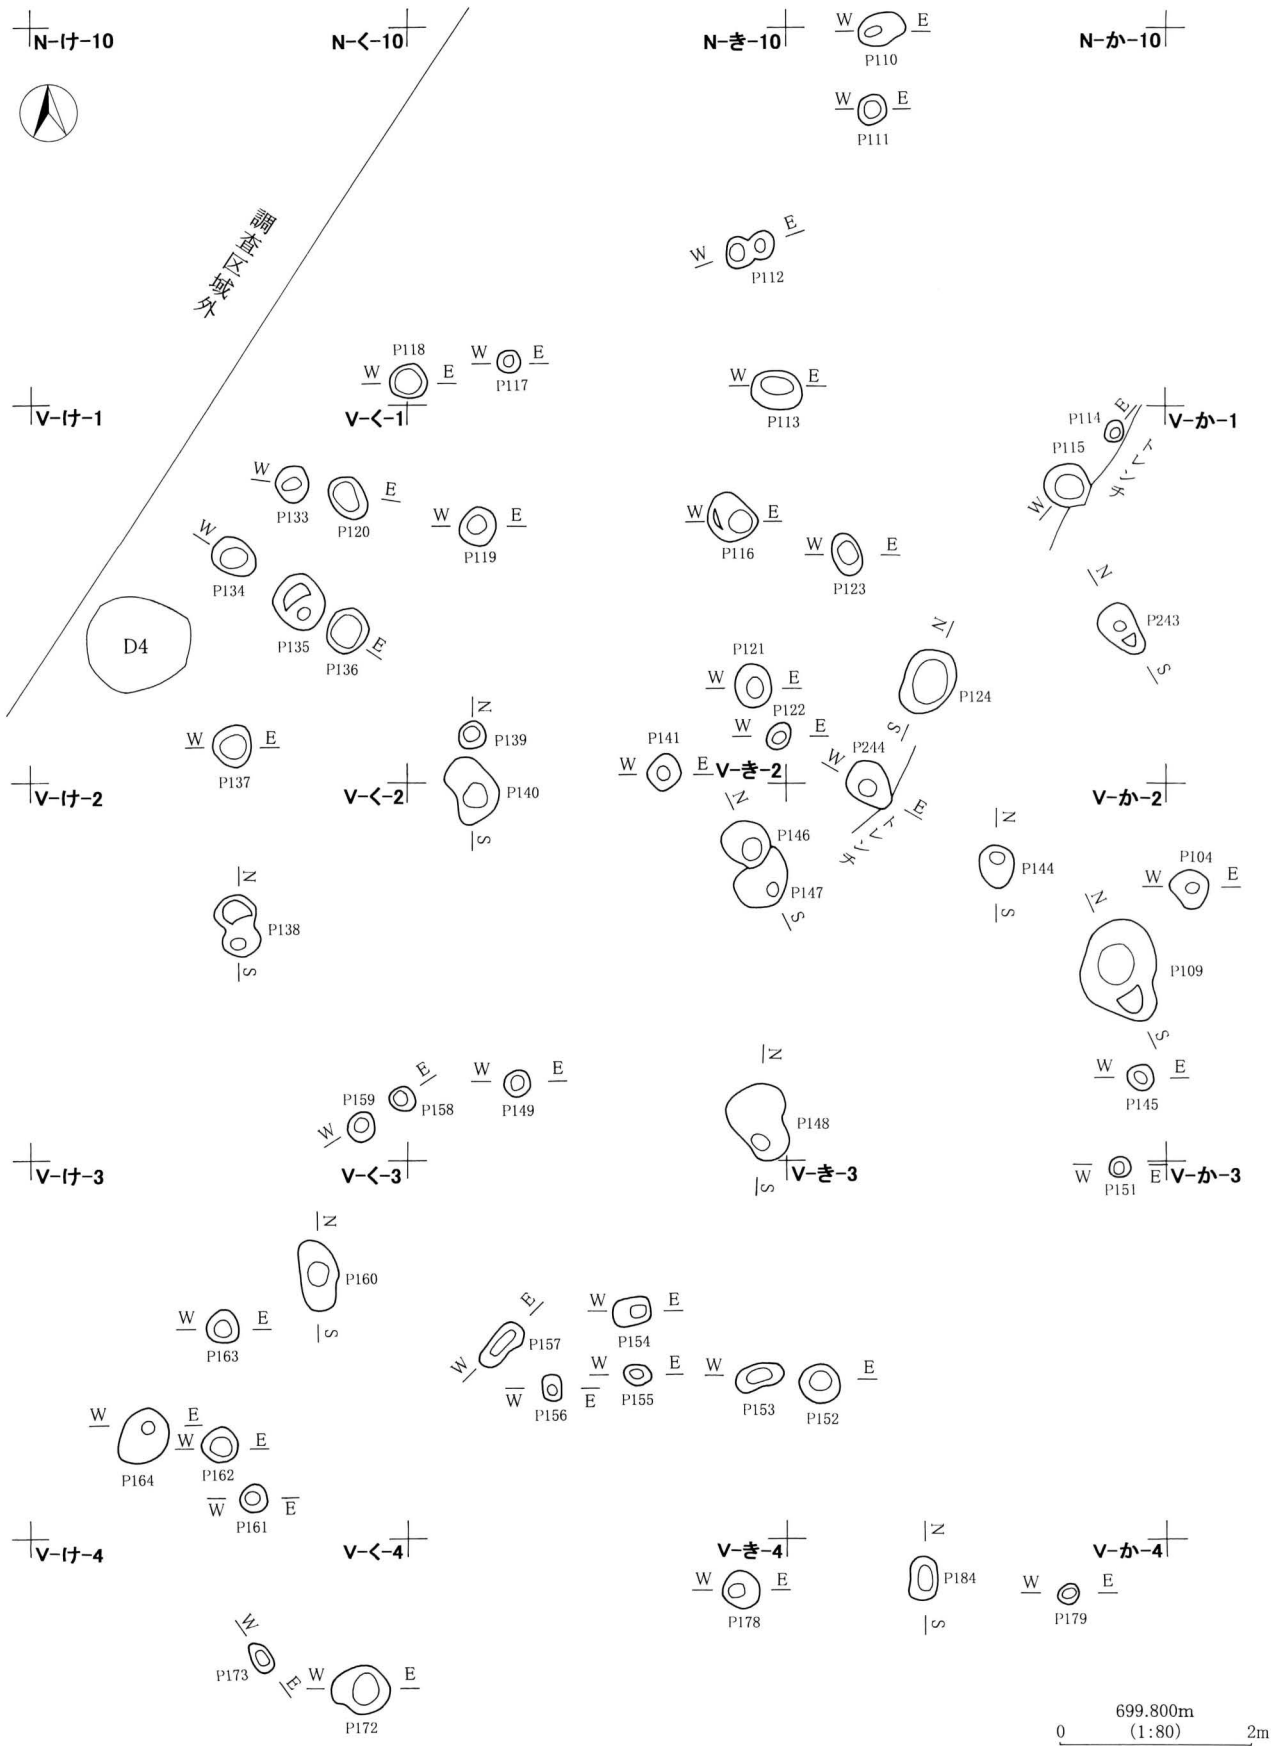 N-け-10
N-く-10
N-き-10
N-か-10
W E
P110
W E
P111
調査区域外
W E
P112
P118
W E
W E
P117
W E
P113
V-け-1
V-く-1
V-か-1
P114 E
P115
W
トレンチ
W
P133
E
P120
W E
P119
W E
P116
W E
P123
W
P134
P135
P136
E
D4
N
P243
S
N
P124
S
P121
W E
P122
W E
W E
P137
N
P139
P140
S
P141
W E
P244
W
E
トレンチ
V-け-2
V-く-2
V-き-2
V-か-2
N
P146
P147
S
N
P144
S
P104
W E
N
P138
S
N
P109
S
W E
P145
E
P159
P158
W
W E
P149
N
P148
S
V-け-3
V-く-3
V-き-3
W E
P151
V-か-3
N
P160
S
W E
P163
E
P157
W
W E
P154
W E
P155
W E
P156
W E
P153
P152
W E
P164
W E
P162
W E
P161
V-け-4
V-く-4
V-き-4
V-か-4
W E
P178
N
P184
S
W E
P179
W
P173
E
W E
P172
699.800m
0 (1:80) 2m